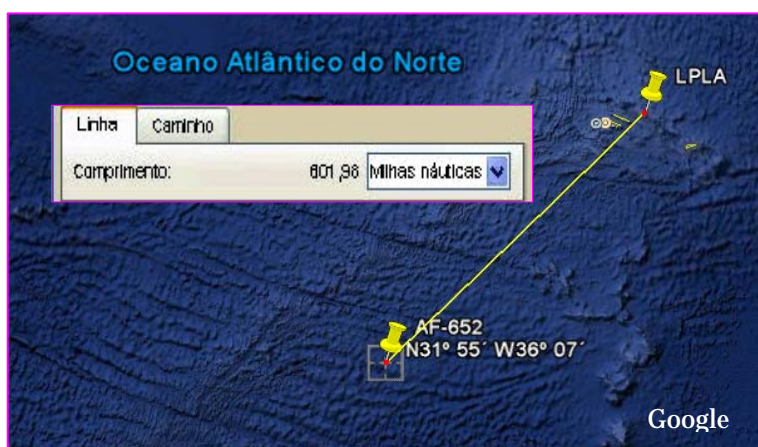 Oceano Atlântico do Norte
LPLA
Linha Caminho
Comprimento: 601,98 Milhas náuticas
AF-652
N31º 55´ W36º 07´
Google